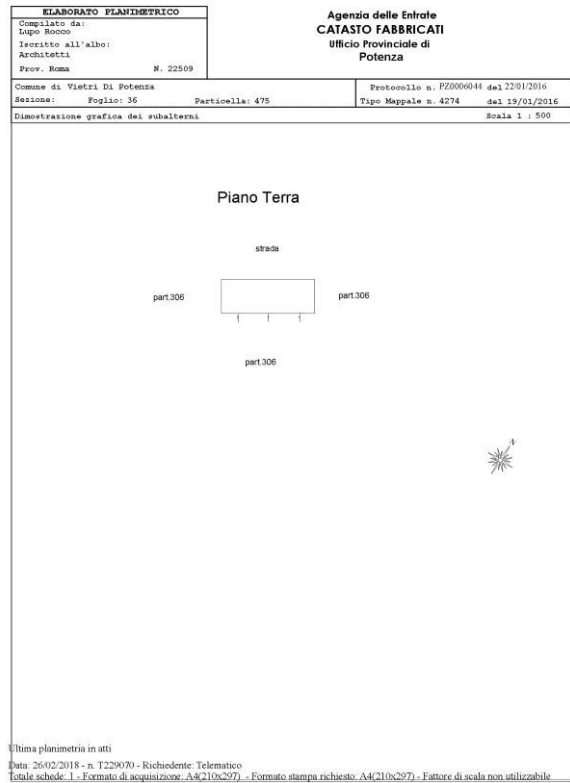 ELABORATO PLANIMETRICO
Compilato da:
Lupo Rocco
Iscritto all'albo:
Architetti
Prov. Roma N. 22509
Agenzia delle Entrate
CATASTO FABBRICATI
Ufficio Provinciale di
Potenza
Comune di Vietri Di Potenza
Sezione: Foglio: 36 Particella: 475
Protocollo n. PZ0006044 del 22/01/2016
Tipo Mappale n. 4274 del 19/01/2016
Dimostrazione grafica dei subalterni Scala 1 : 500
Piano Terra
strada
part.306 part.306
part.306
N
Ultima planimetria in atti
Data: 26/02/2018 - n. T229070 - Richiedente: Telematico
Totale schede: 1 - Formato di acquisizione: A4(210x297) - Formato stampa richiesto: A4(210x297) - Fattore di scala non utilizzabile